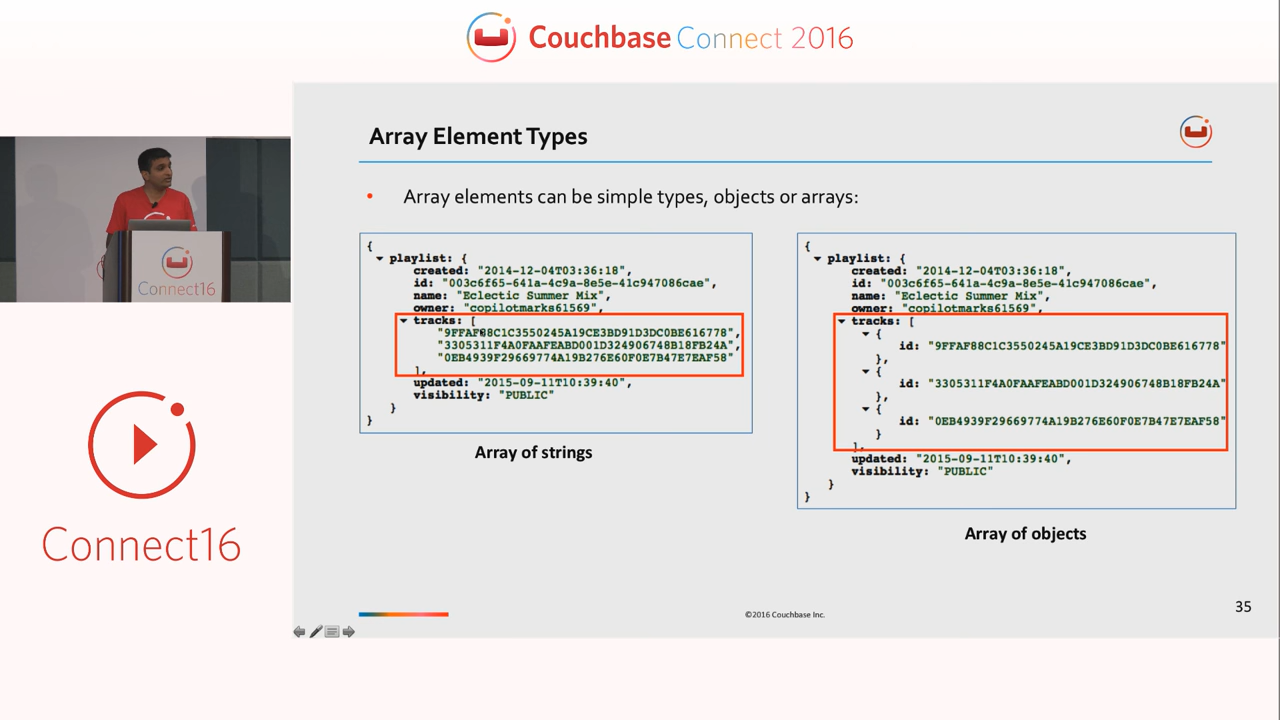 Couchbase Connect 2016
Array Element Types
• Array elements can be simple types, objects or arrays:
{
playlist: {
created: "2014-12-04T03:36:18",
id: "003c6f65-641a-4c9a-8e5e-41c947086cae",
name: "Eclectic Summer Mix",
owner: "copilotmarks61569",
tracks: [
"9FFAF88C1C3550245A19CE3BD91D3DC0BE616778",
"3305311F4A0FAAFEABD001D324906748B18FB24A",
"0EB4939F29669774A19B276E60F0E7B47E7EAF58"
],
updated: "2015-09-11T10:39:40",
visibility: "PUBLIC"
}
}
Array of strings
{
playlist: {
created: "2014-12-04T03:36:18",
id: "003c6f65-641a-4c9a-8e5e-41c947086cae",
name: "Eclectic Summer Mix",
owner: "copilotmarks61569",
tracks: [
{
id: "9FFAF88C1C3550245A19CE3BD91D3DC0BE616778"
},
{
id: "3305311F4A0FAAFEABD001D324906748B18FB24A"
},
{
id: "0EB4939F29669774A19B276E60F0E7B47E7EAF58"
}
],
updated: "2015-09-11T10:39:40",
visibility: "PUBLIC"
}
}
Array of objects
Connect16
Connect16
©2016 Couchbase Inc.
35